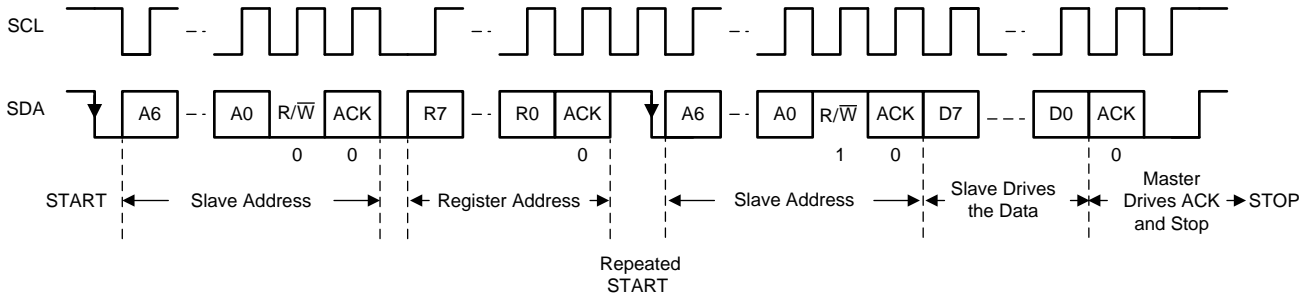 SCL
SDA
A6 A0 R/W̅ ACK R7 R0 ACK A6 A0 R/W̅ ACK D7 D0 ACK
0 0 0 1 0 0
START Slave Address Register Address Slave Address Slave Drives the Data Master Drives ACK and Stop STOP
Repeated
START